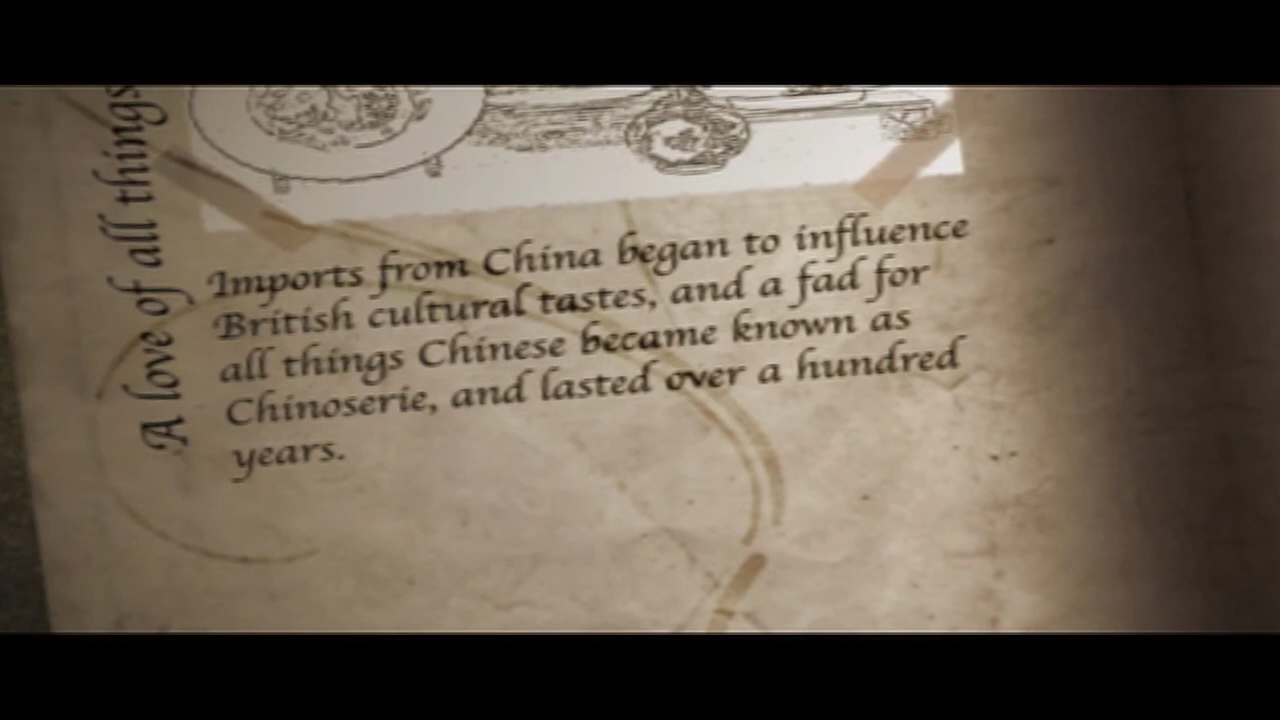 A love of all things
Imports from China began to influence
British cultural tastes, and a fad for
all things Chinese became known as
Chinoserie, and lasted over a hundred
years.